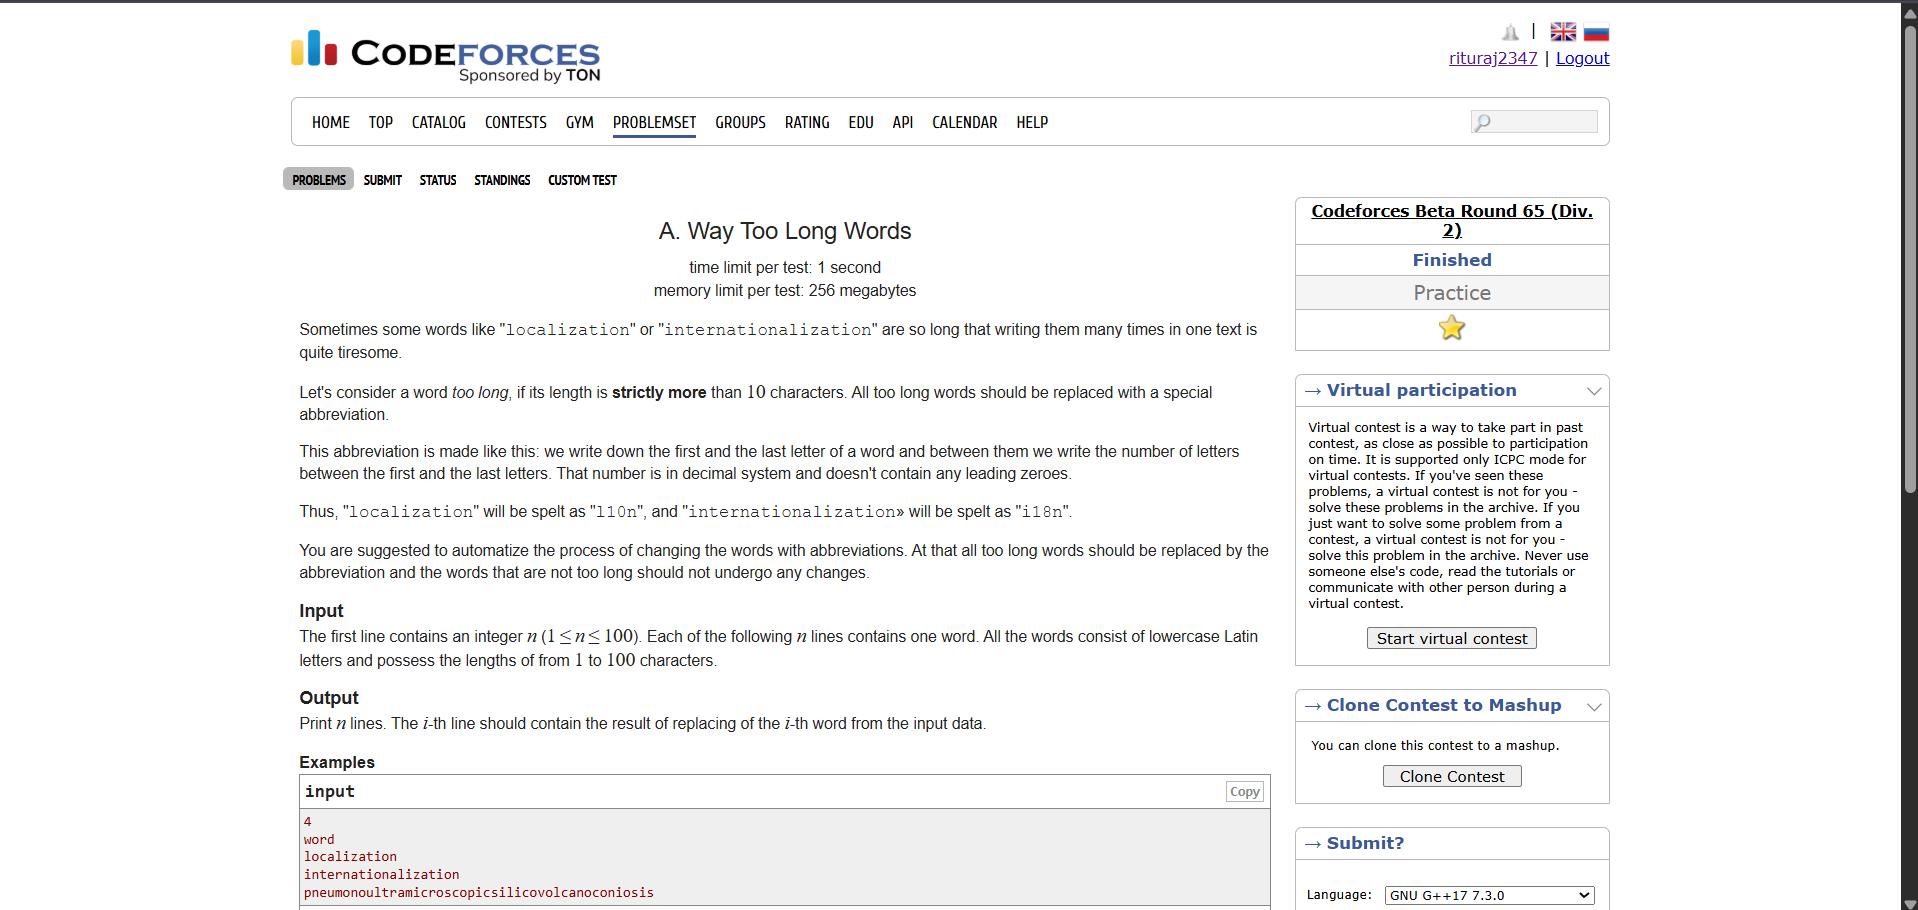 CODEFORCES
Sponsored by TON
|
rituraj2347 | Logout
HOME TOP CATALOG CONTESTS GYM PROBLEMSET GROUPS RATING EDU API CALENDAR HELP
PROBLEMS SUBMIT STATUS STANDINGS CUSTOM TEST
A. Way Too Long Words
time limit per test: 1 second
memory limit per test: 256 megabytes
Sometimes some words like "localization" or "internationalization" are so long that writing them many times in one text is
quite tiresome.
Let's consider a word too long, if its length is strictly more than 10 characters. All too long words should be replaced with a special
abbreviation.
This abbreviation is made like this: we write down the first and the last letter of a word and between them we write the number of letters
between the first and the last letters. That number is in decimal system and doesn't contain any leading zeroes.
Thus, "localization" will be spelt as "l10n", and "internationalization» will be spelt as "i18n".
You are suggested to automatize the process of changing the words with abbreviations. At that all too long words should be replaced by the
abbreviation and the words that are not too long should not undergo any changes.
Input
The first line contains an integer n (1 ≤ n ≤ 100). Each of the following n lines contains one word. All the words consist of lowercase Latin
letters and possess the lengths of from 1 to 100 characters.
Output
Print n lines. The i-th line should contain the result of replacing of the i-th word from the input data.
Examples
input
Copy
4
word
localization
internationalization
pneumonoultramicroscopicsilicovolcanoconiosis
Codeforces Beta Round 65 (Div.
2)
Finished
Practice
→ Virtual participation
Virtual contest is a way to take part in past
contest, as close as possible to participation
on time. It is supported only ICPC mode for
virtual contests. If you've seen these
problems, a virtual contest is not for you -
solve these problems in the archive. If you
just want to solve some problem from a
contest, a virtual contest is not for you -
solve this problem in the archive. Never use
someone else's code, read the tutorials or
communicate with other person during a
virtual contest.
Start virtual contest
→ Clone Contest to Mashup
You can clone this contest to a mashup.
Clone Contest
→ Submit?
Language: GNU G++17 7.3.0